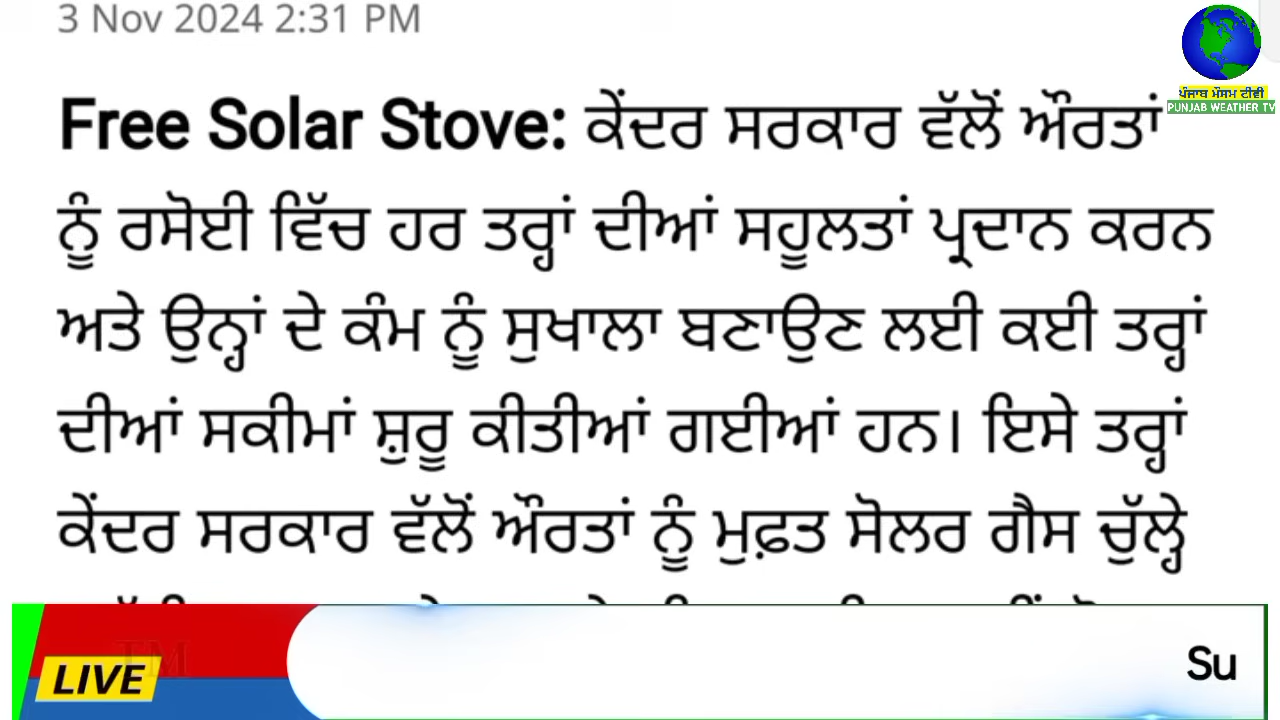 3 Nov 2024 2:31 PM
ਪੰਜਾਬ ਮੌਸਮ ਟੀਵੀ
PUNJAB WEATHER TV
Free Solar Stove: ਕੇਂਦਰ ਸਰਕਾਰ ਵੱਲੋਂ ਔਰਤਾਂ
ਨੂੰ ਰਸੋਈ ਵਿੱਚ ਹਰ ਤਰ੍ਹਾਂ ਦੀਆਂ ਸਹੂਲਤਾਂ ਪ੍ਰਦਾਨ ਕਰਨ
ਅਤੇ ਉਨ੍ਹਾਂ ਦੇ ਕੰਮ ਨੂੰ ਸੁਖਾਲਾ ਬਣਾਉਣ ਲਈ ਕਈ ਤਰ੍ਹਾਂ
ਦੀਆਂ ਸਕੀਮਾਂ ਸ਼ੁਰੂ ਕੀਤੀਆਂ ਗਈਆਂ ਹਨ। ਇਸੇ ਤਰ੍ਹਾਂ
ਕੇਂਦਰ ਸਰਕਾਰ ਵੱਲੋਂ ਔਰਤਾਂ ਨੂੰ ਮੁਫ਼ਤ ਸੋਲਰ ਗੈਸ ਚੁੱਲ੍ਹੇ
LIVE
Su